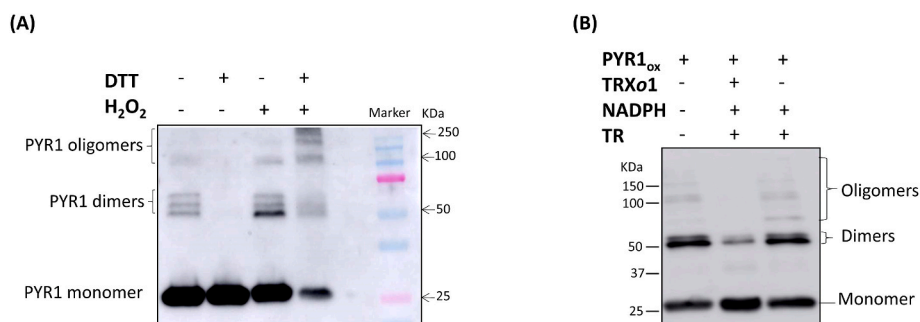 (A)
DTT - + - +
H₂O₂ - - + + Marker KDa
PYR1 oligomers
250
100
PYR1 dimers
50
PYR1 monomer
25
(B)
PYR1ox + + +
TRXo1 - + -
NADPH - + +
TR - + +
KDa
150
100
50
37
25
Oligomers
Dimers
Monomer